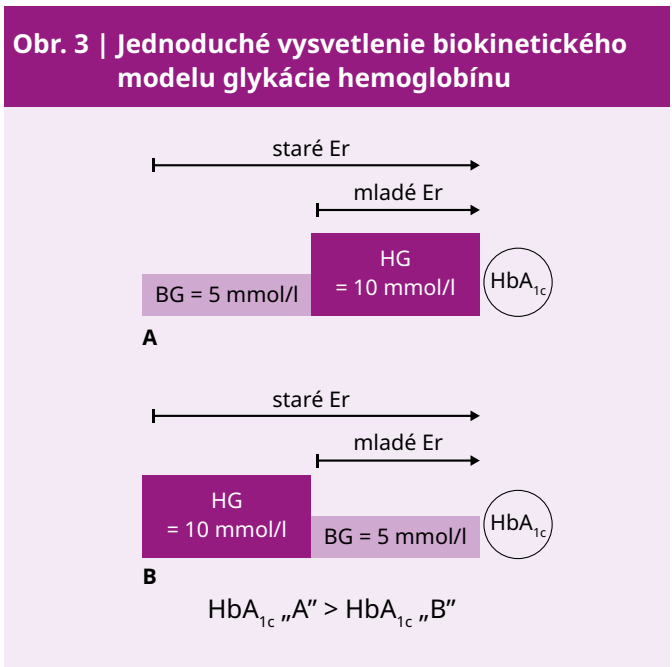 Obr. 3 | Jednoduché vysvetlenie biokinetického
modelu glykácie hemoglobínu
staré Er
mladé Er
HG
= 10 mmol/l
BG = 5 mmol/l
HbA1c
A
staré Er
mladé Er
HG
= 10 mmol/l
BG = 5 mmol/l
HbA1c
B
HbA1c „A” > HbA1c „B”